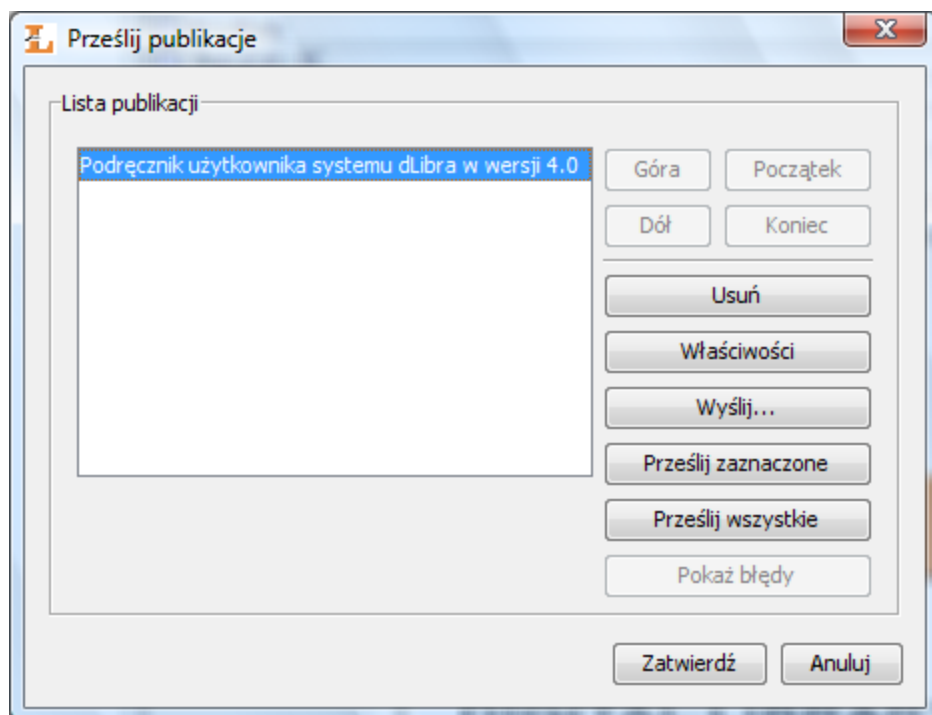 Prześlij publikacje
Lista publikacji
Podręcznik użytkownika systemu dLibra w wersji 4.0
Góra
Początek
Dół
Koniec
Usuń
Właściwości
Wyślij...
Prześlij zaznaczone
Prześlij wszystkie
Pokaż błędy
Zatwierdź
Anuluj